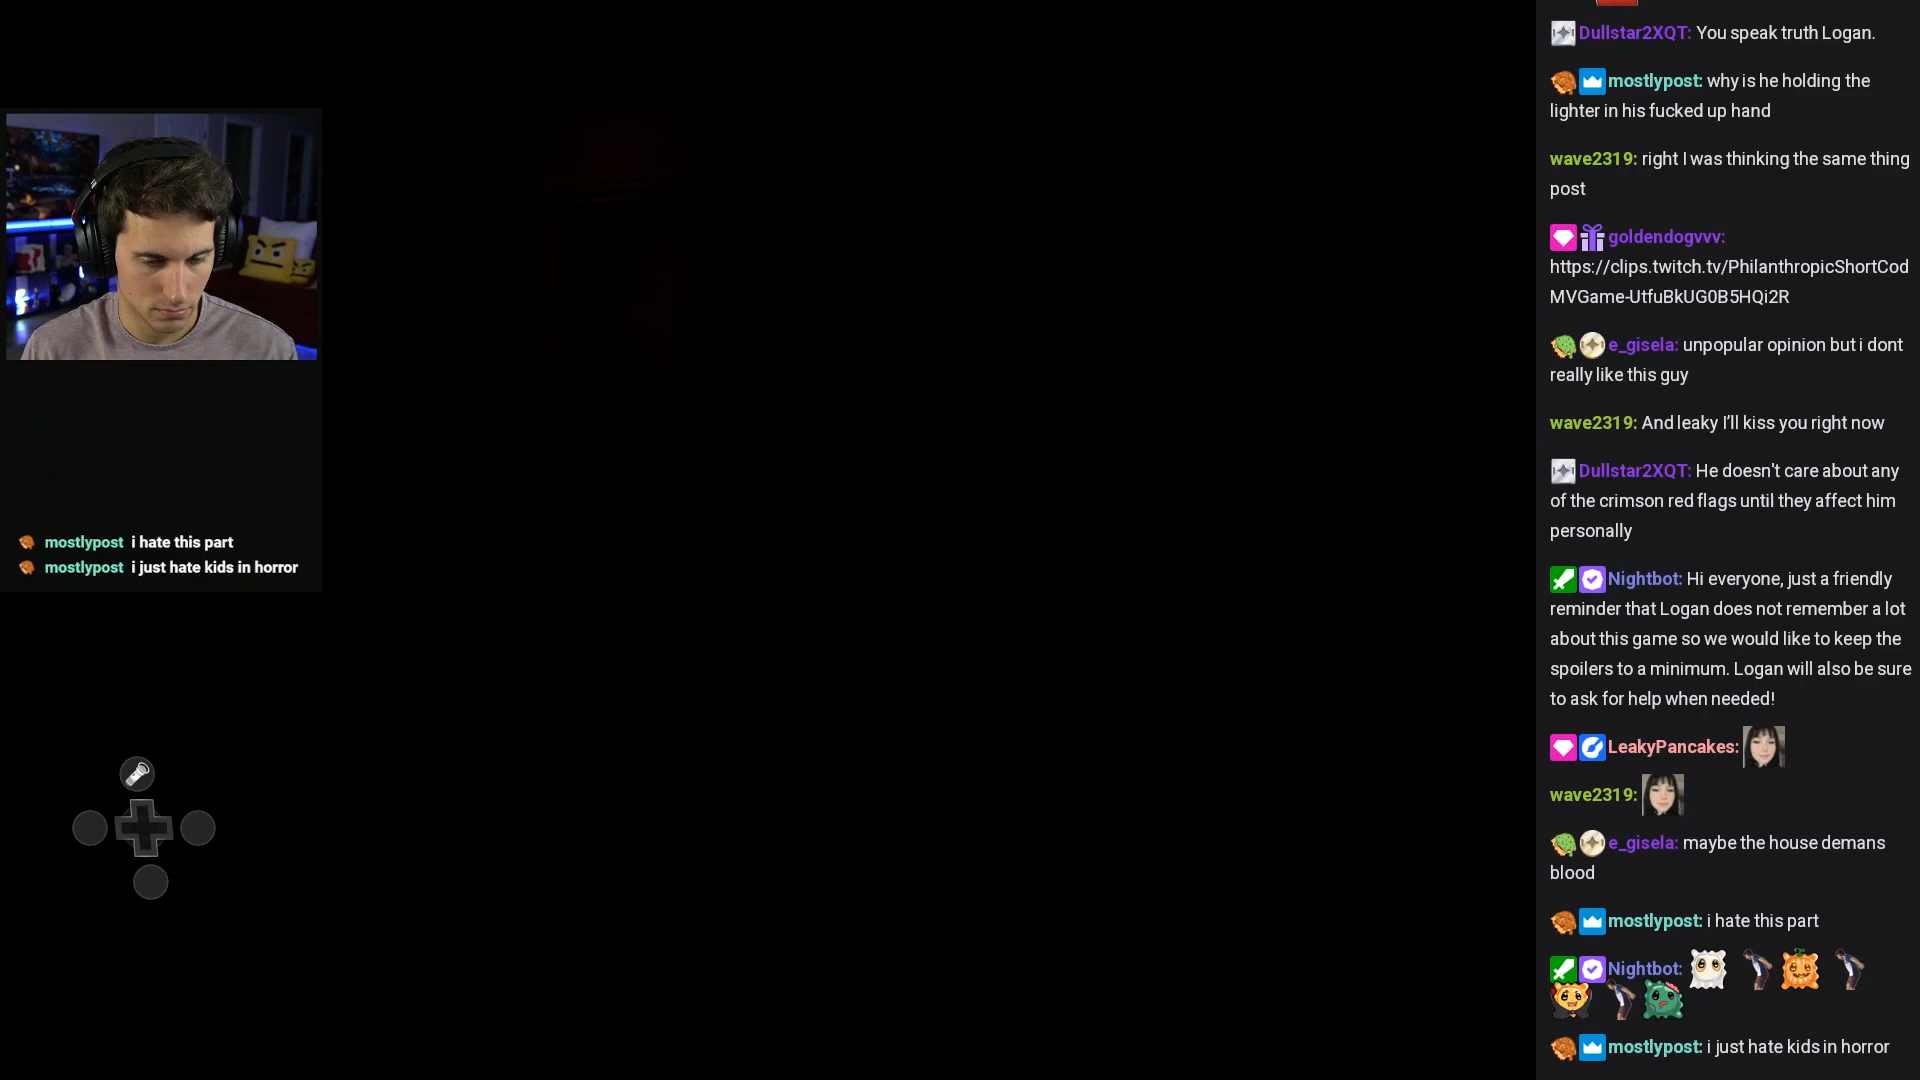 mostlypost i hate this part
mostlypost i just hate kids in horror
Dullstar2XQT: You speak truth Logan.
mostlypost: why is he holding the
lighter in his fucked up hand
wave2319: right I was thinking the same thing
post
goldendogvvv:
https://clips.twitch.tv/PhilanthropicShortCod
MVGame-UtfuBkUG0B5HQi2R
e_gisela: unpopular opinion but i dont
really like this guy
wave2319: And leaky I’ll kiss you right now
Dullstar2XQT: He doesn't care about any
of the crimson red flags until they affect him
personally
Nightbot: Hi everyone, just a friendly
reminder that Logan does not remember a lot
about this game so we would like to keep the
spoilers to a minimum. Logan will also be sure
to ask for help when needed!
LeakyPancakes:
wave2319:
e_gisela: maybe the house demans
blood
mostlypost: i hate this part
Nightbot:
mostlypost: i just hate kids in horror